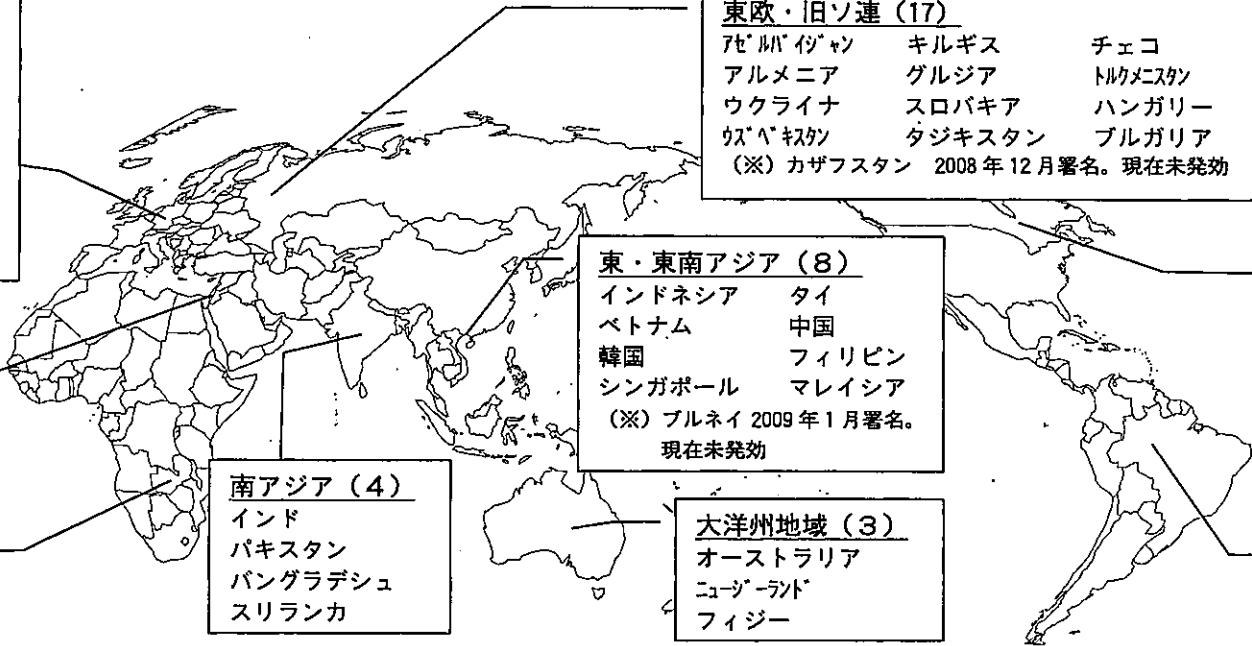 東欧・旧ソ連（17）
アゼルバイジャン　キルギス　チェコ
アルメニア　グルジア　トルクメニスタン
ウクライナ　スロバキア　ハンガリー
ウズベキスタン　タジキスタン　ブルガリア
（※）カザフスタン　2008年12月署名。現在未発効
東・東南アジア（8）
インドネシア　タイ
ベトナム　中国
韓国　フィリピン
シンガポール　マレイシア
（※）ブルネイ 2009年1月署名。
現在未発効
南アジア（4）
インド
パキスタン
バングラデシュ
スリランカ
大洋州地域（3）
オーストラリア
ニュージーランド
フィジー